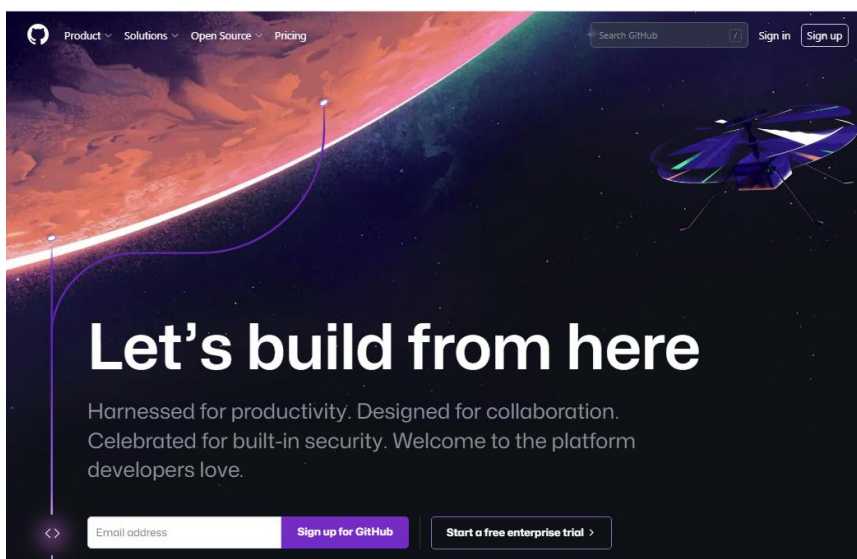 Product Solutions Open Source Pricing Search GitHub / Sign in Sign up
Let’s build from here
Harnessed for productivity. Designed for collaboration.
Celebrated for built-in security. Welcome to the platform
developers love.
Email address Sign up for GitHub Start a free enterprise trial >